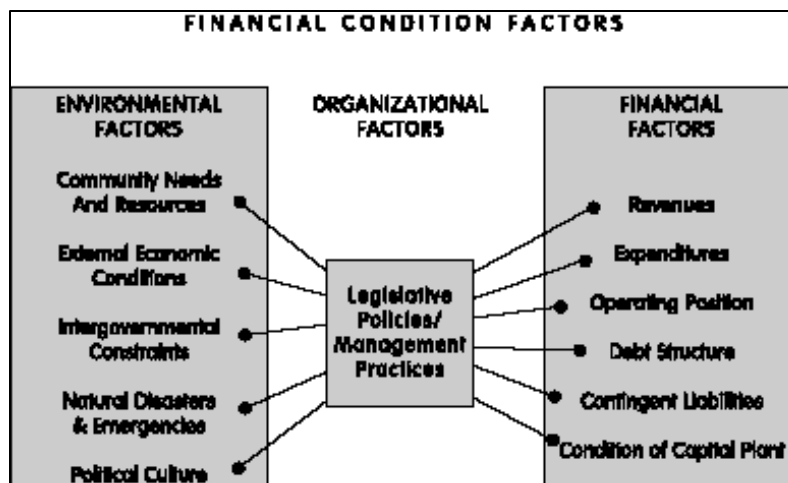 FINANCIAL CONDITION FACTORS
ENVIRONMENTAL
FACTORS
Community Needs
And Resources
External Economic
Conditions
Intergovernmental
Constraints
Natural Disasters
& Emergencies
Political Culture
ORGANIZATIONAL
FACTORS
Legislative
Policies/
Management
Practices
FINANCIAL
FACTORS
Revenues
Expenditures
Operating Position
Debt Structure
Contingent Liabilities
Condition of Capital Plant